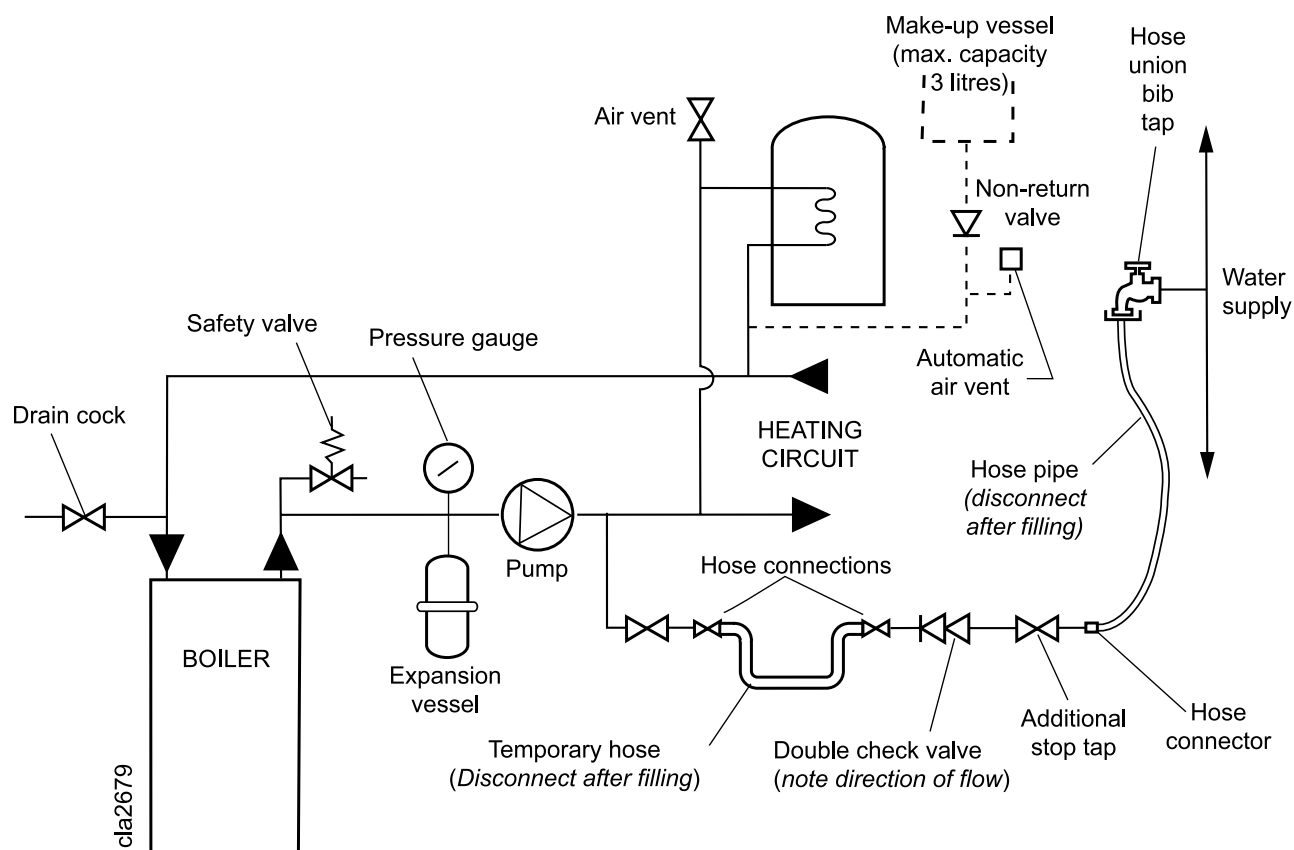 Make-up vessel
(max. capacity
3 litres)
Hose
union
bib
tap
Air vent
Non-return
valve
Water
supply
Safety valve
Pressure gauge
Automatic
air vent
Drain cock
HEATING
CIRCUIT
Hose pipe
(disconnect
after filling)
Pump
Hose connections
BOILER
Expansion
vessel
Temporary hose
(Disconnect after filling)
Double check valve
(note direction of flow)
Additional
stop tap
Hose
connector
cla2679